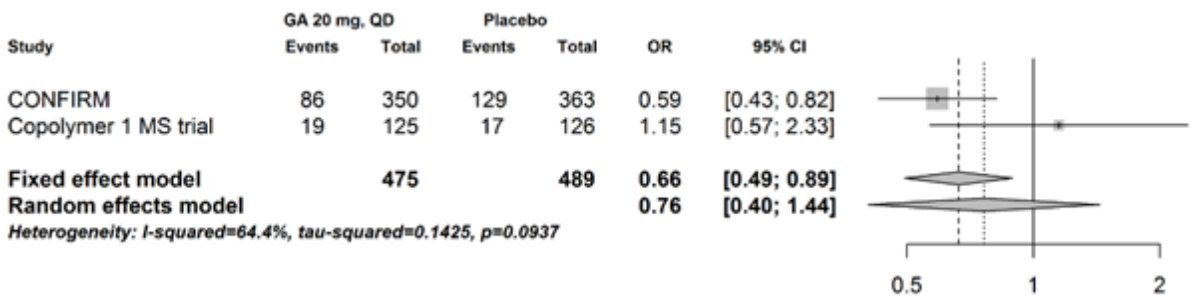 GA 20 mg, QD Placebo
Study Events Total Events Total OR 95% CI
CONFIRM 86 350 129 363 0.59 [0.43; 0.82]
Copolymer 1 MS trial 19 125 17 126 1.15 [0.57; 2.33]
Fixed effect model 475 489 0.66 [0.49; 0.89]
Random effects model 0.76 [0.40; 1.44]
Heterogeneity: I-squared=64.4%, tau-squared=0.1425, p=0.0937
0.5 1 2